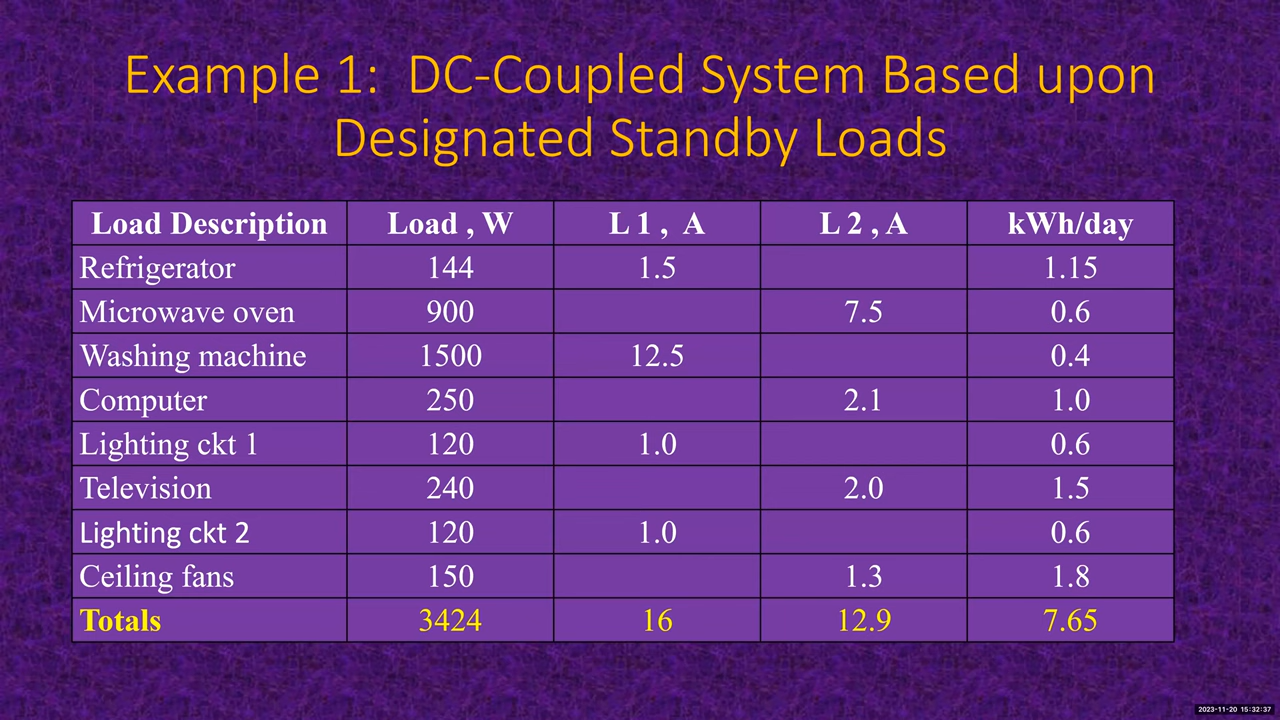 Example 1: DC-Coupled System Based upon
Designated Standby Loads
Load Description Load , W L 1 , A L 2 , A kWh/day
Refrigerator 144 1.5 1.15
Microwave oven 900 7.5 0.6
Washing machine 1500 12.5 0.4
Computer 250 2.1 1.0
Lighting ckt 1 120 1.0 0.6
Television 240 2.0 1.5
Lighting ckt 2 120 1.0 0.6
Ceiling fans 150 1.3 1.8
Totals 3424 16 12.9 7.65
2023-11-20 15:32:37